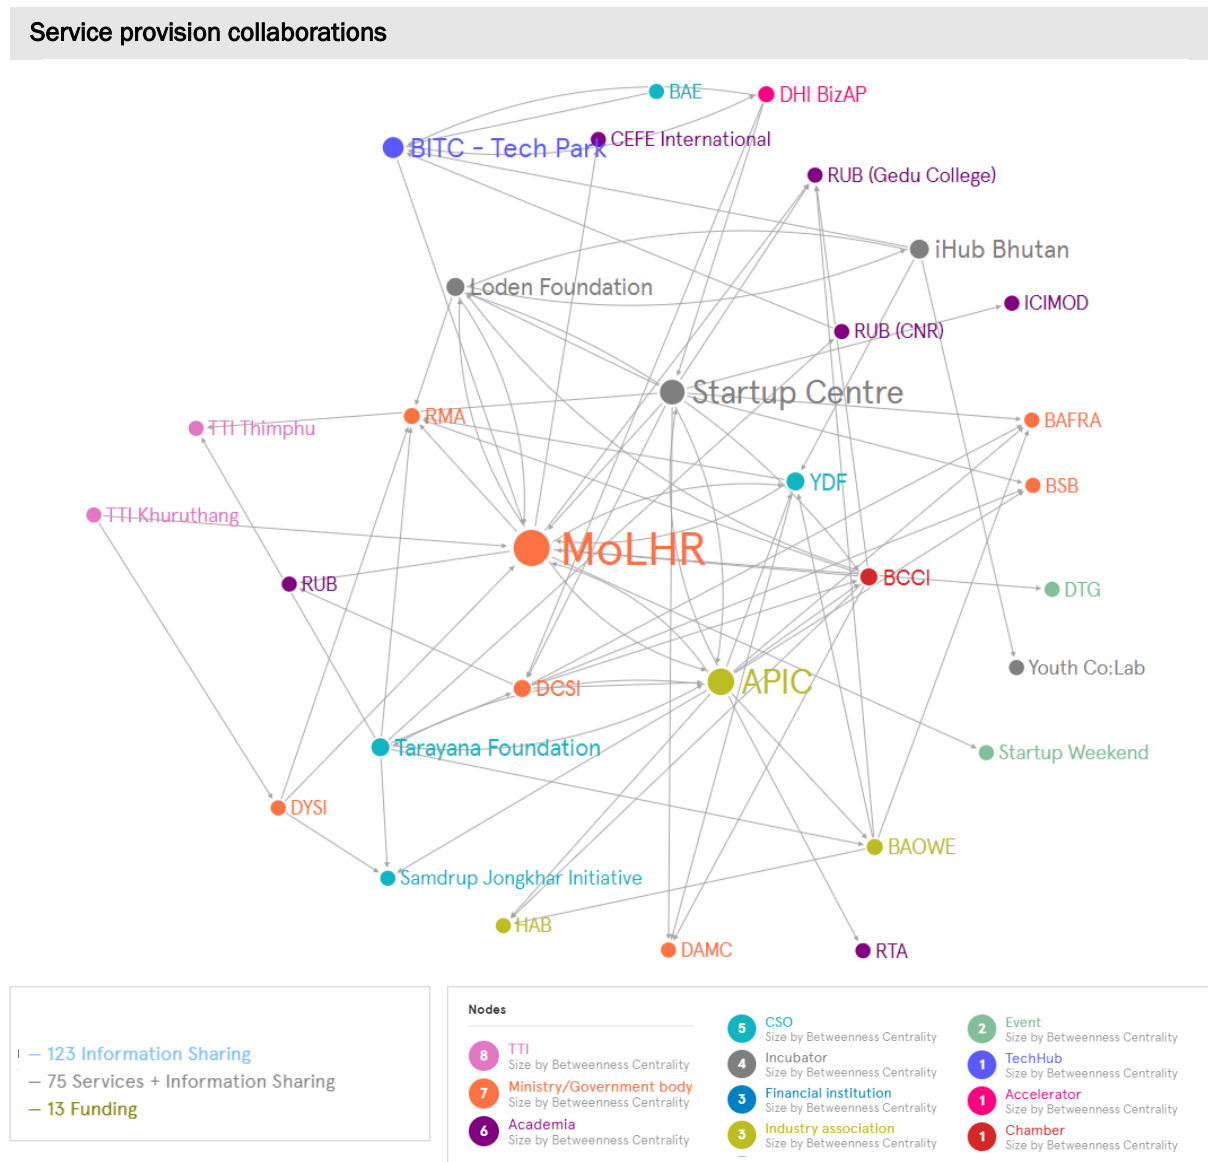 Service provision collaborations
BAE
DHI BizAP
CEFE International
BITC - Tech Park
RUB (Gedu College)
iHub Bhutan
Loden Foundation
ICIMOD
RUB (CNR)
Startup Centre
RMA
BAFRA
TTI Thimphu
YDF
BSB
TTI Khuruthang
MoLHR
BCCI
RUB
DTG
Youth Co:Lab
APIC
DCSI
Tarayana Foundation
Startup Weekend
DYSI
BAOWE
Samdrup Jongkhar Initiative
HAB
DAMC
RTA
— 123 Information Sharing
— 75 Services + Information Sharing
— 13 Funding
Nodes
8 TTI
Size by Betweenness Centrality
7 Ministry/Government body
Size by Betweenness Centrality
6 Academia
Size by Betweenness Centrality
5 CSO
Size by Betweenness Centrality
4 Incubator
Size by Betweenness Centrality
3 Financial institution
Size by Betweenness Centrality
3 Industry association
Size by Betweenness Centrality
2 Event
Size by Betweenness Centrality
1 TechHub
Size by Betweenness Centrality
1 Accelerator
Size by Betweenness Centrality
1 Chamber
Size by Betweenness Centrality